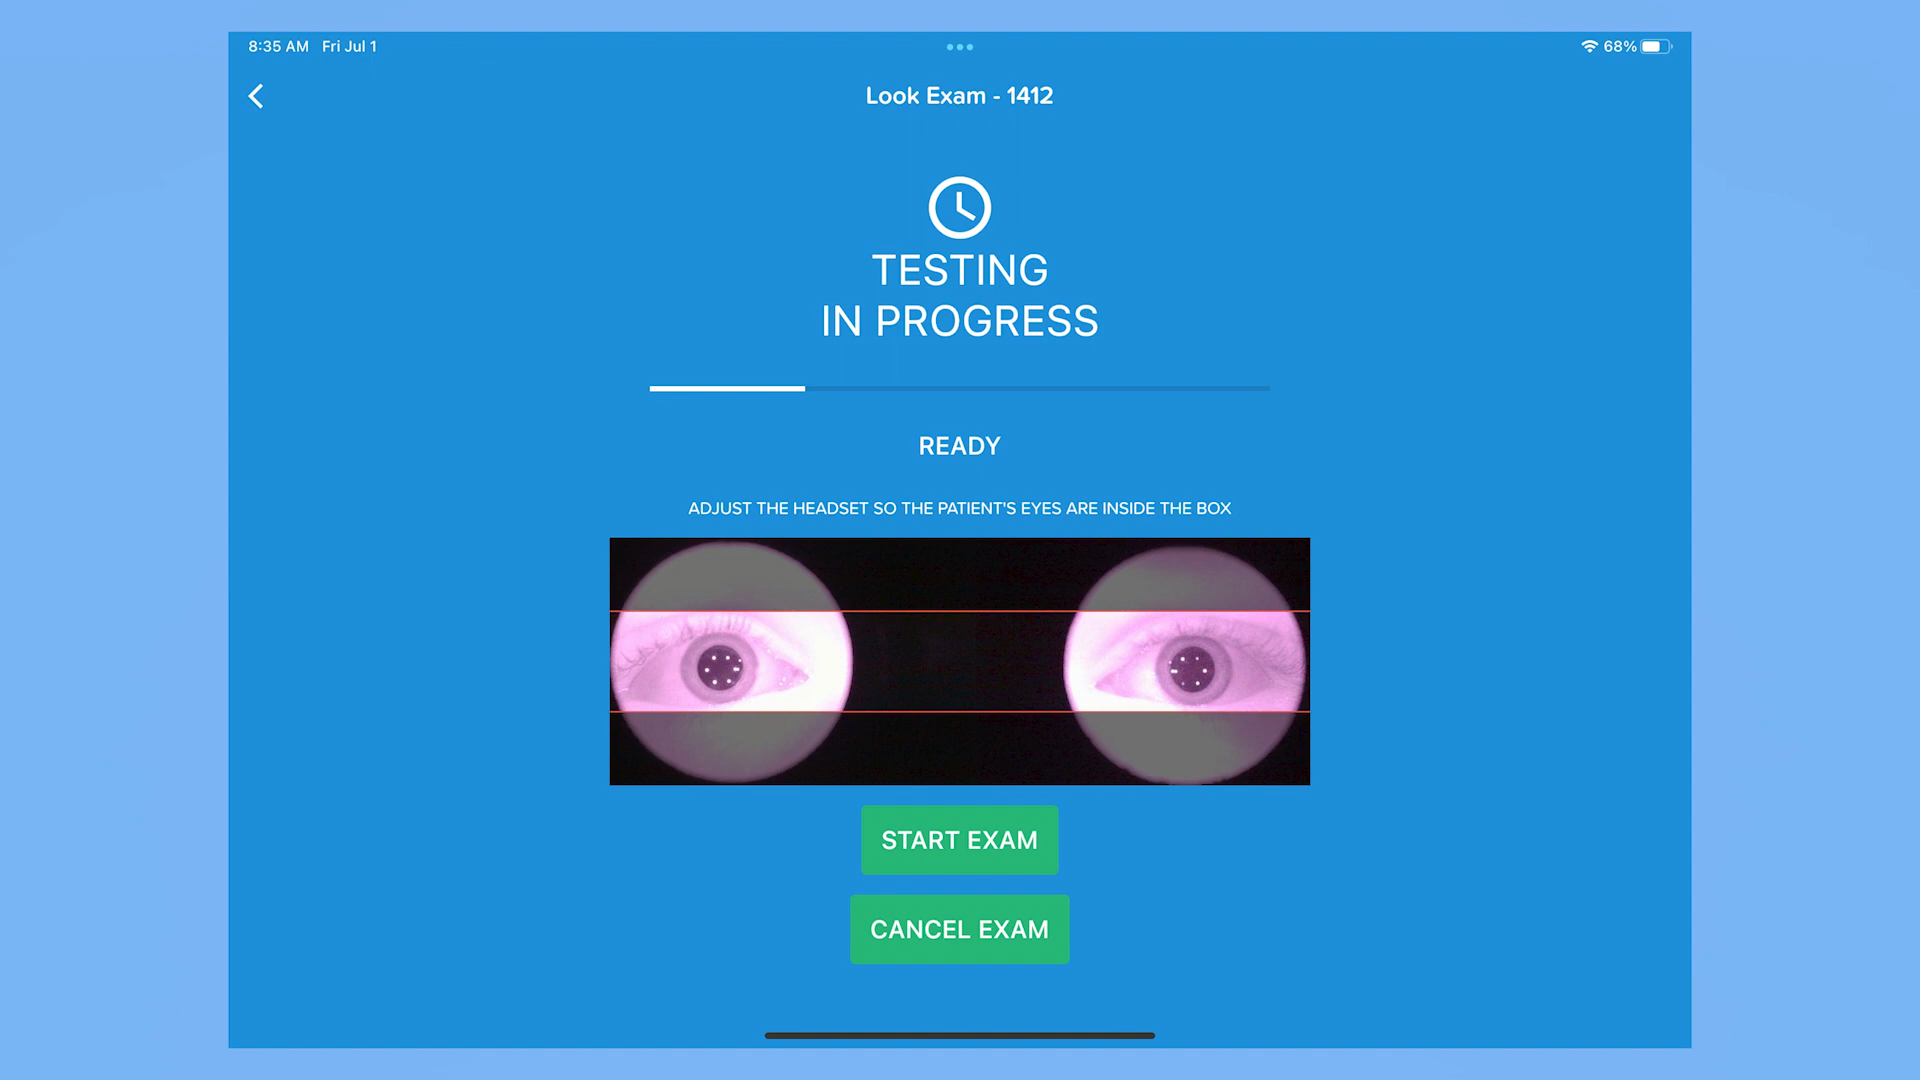 8:35 AM Fri Jul 1
68%
Look Exam - 1412
TESTING
IN PROGRESS
READY
ADJUST THE HEADSET SO THE PATIENT'S EYES ARE INSIDE THE BOX
START EXAM
CANCEL EXAM